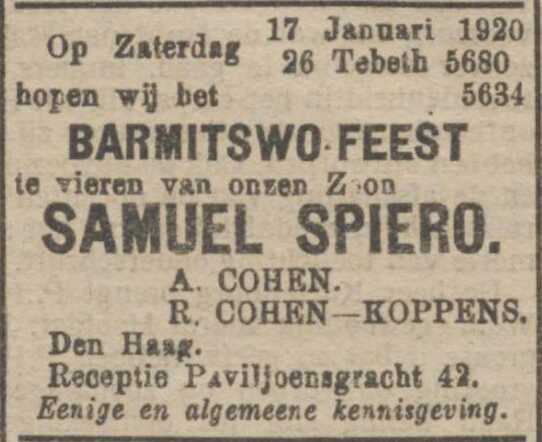 Op Zaterdag 17 Januari 1920
26 Tebeth 5680
hopen wij het 5634
BARMITSWO-FEEST
te vieren van onzen Zoon
SAMUEL SPIERO.
A. COHEN.
R. COHEN—KOPPENS.
Den Haag.
Receptie Paviljoensgracht 42.
Eenige en algemeene kennisgeving.